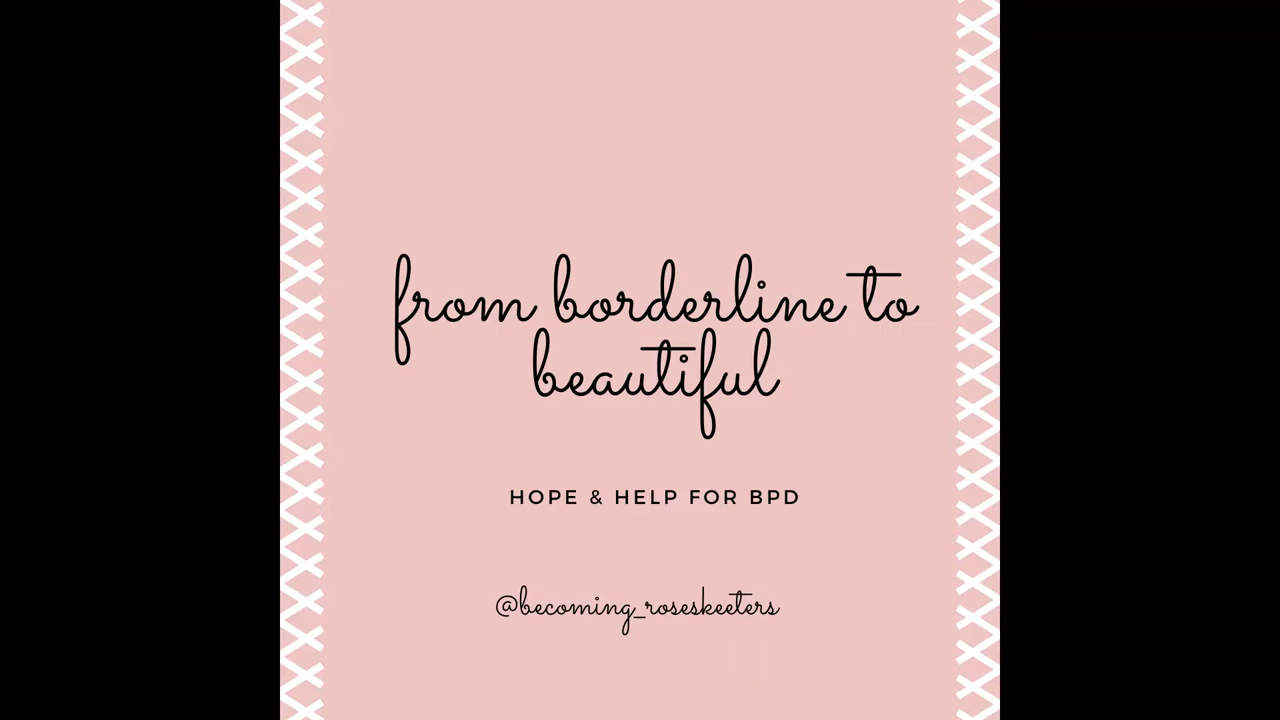 from borderline to
beautiful
HOPE & HELP FOR BPD
@becoming_roseskeeters